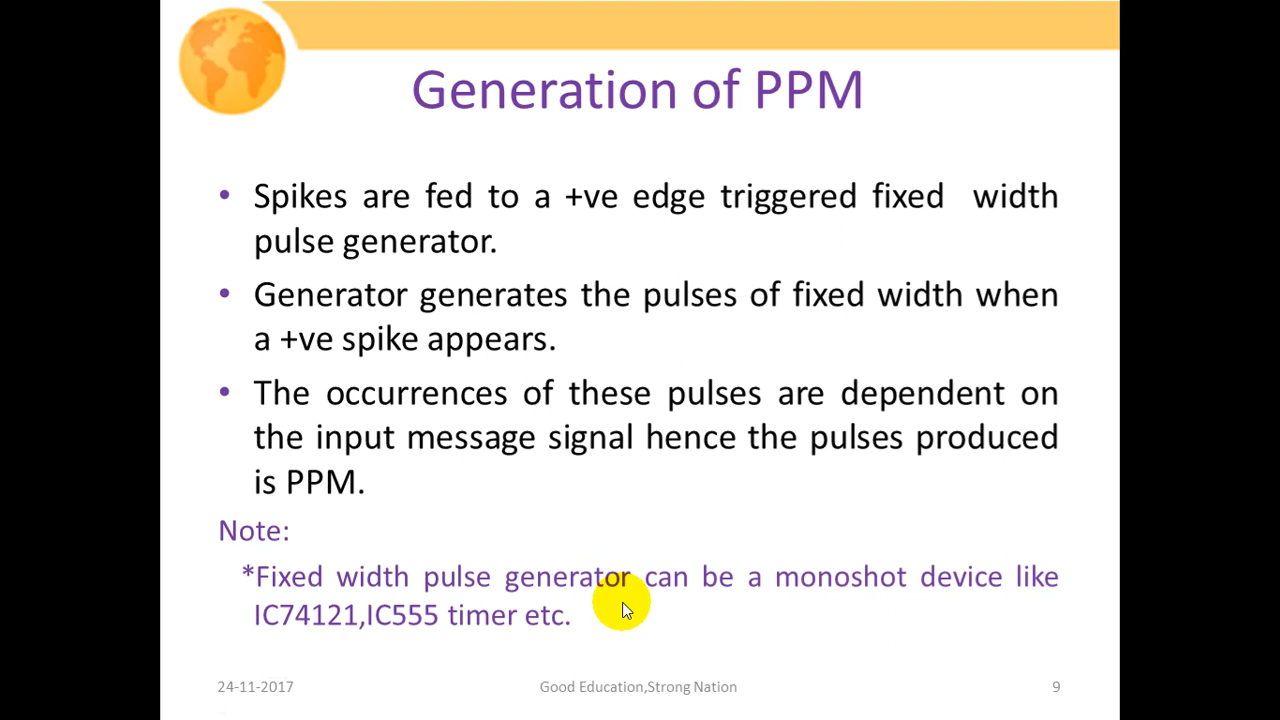 Generation of PPM
• Spikes are fed to a +ve edge triggered fixed width
pulse generator.
• Generator generates the pulses of fixed width when
a +ve spike appears.
• The occurrences of these pulses are dependent on
the input message signal hence the pulses produced
is PPM.
Note:
*Fixed width pulse generator can be a monoshot device like
IC74121,IC555 timer etc.
24-11-2017
Good Education,Strong Nation
9